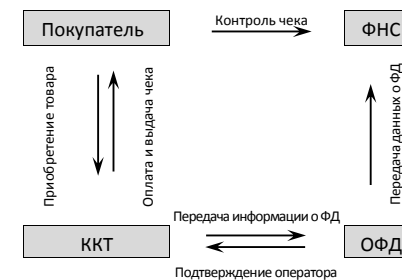 Контроль чека
Покупатель
ФНС
Приобретение товара
Оплата и выдача чека
Передача данных о ФД
Передача информации о ФД
ККТ
ОФД
Подтверждение оператора